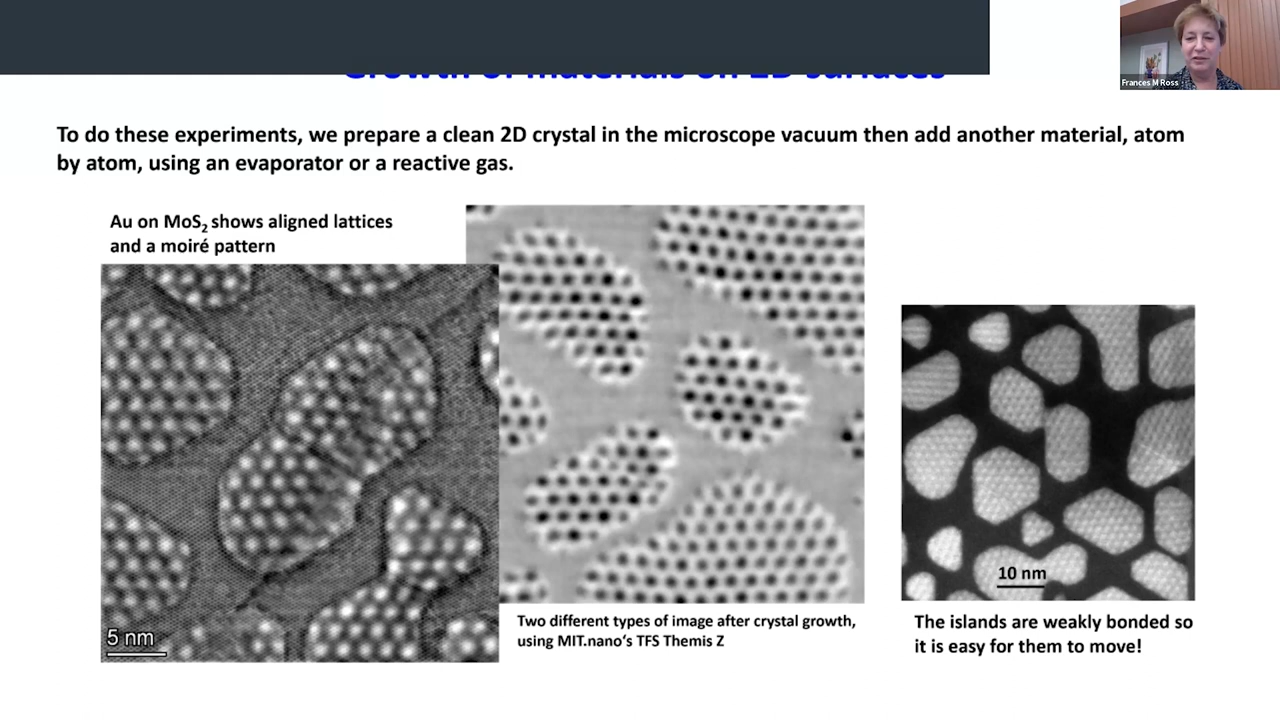 Growth of materials on 2D surfaces
Frances M Ross
To do these experiments, we prepare a clean 2D crystal in the microscope vacuum then add another material, atom
by atom, using an evaporator or a reactive gas.
Au on MoS₂ shows aligned lattices
and a moiré pattern
5 nm
Two different types of image after crystal growth,
using MIT.nano‘s TFS Themis Z
10 nm
The islands are weakly bonded so
it is easy for them to move!